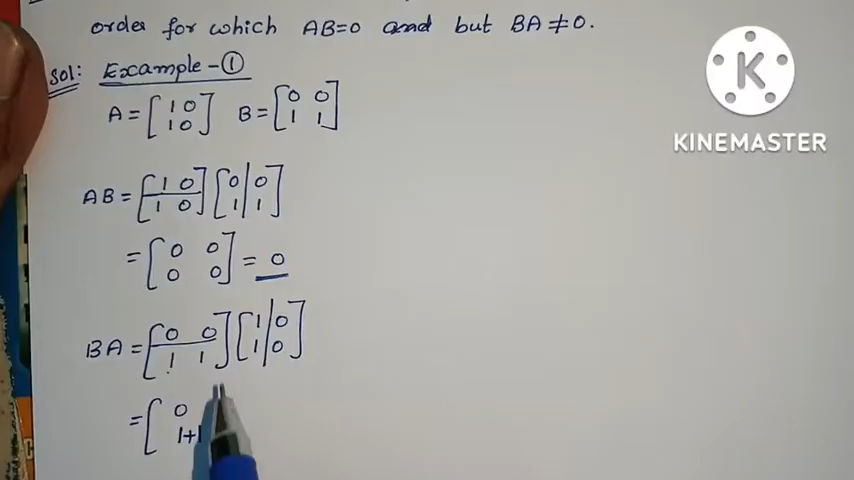 order for which AB=0 and but BA≠0.
Sol: Example-①
A = [1 0 1 0] B = [0 0 1 1]
AB = [1 0 1 0] [0 0 1 1]
= [0 0 0 0] = 0
BA = [0 0 1 1] [1 0 1 0]
= [0 1+1
KINEMASTER